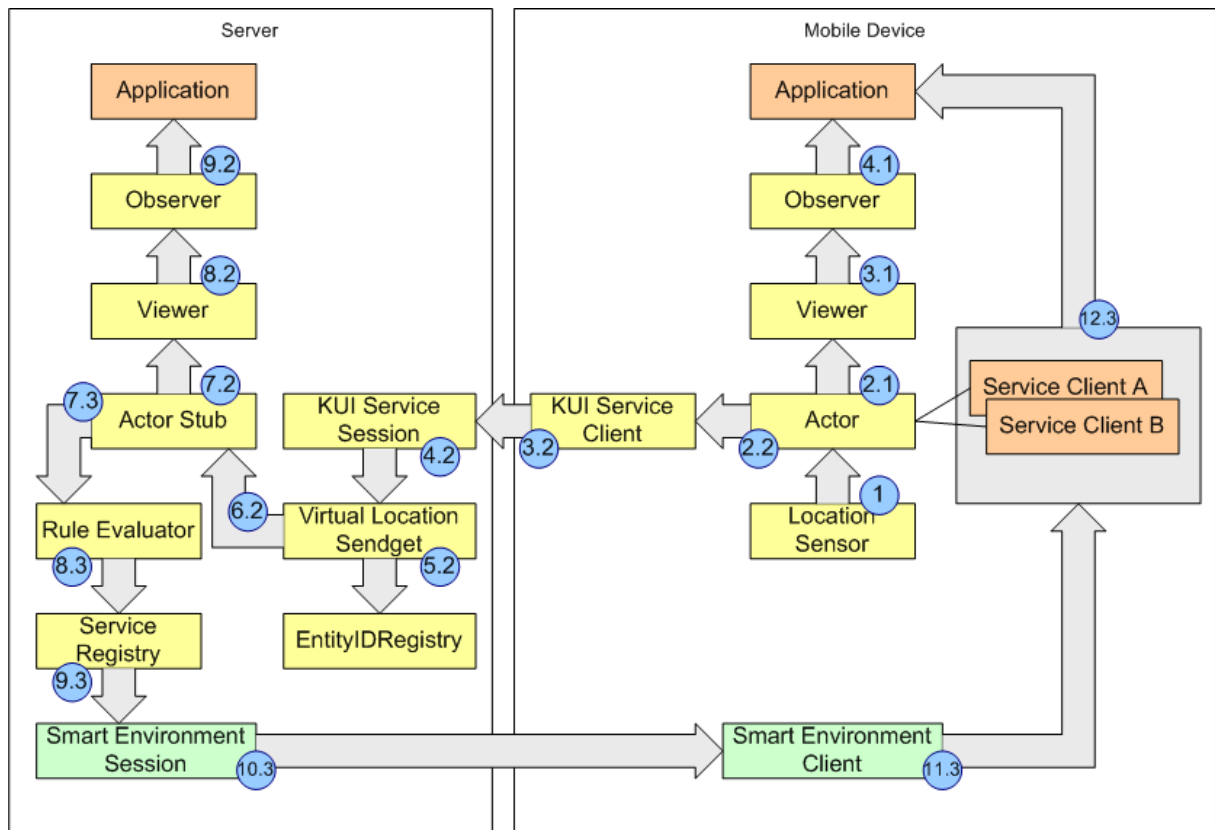 Server
Application
9.2
Observer
8.2
Viewer
7.2
7.3
Actor Stub
KUI Service
Session
4.2
6.2
Rule Evaluator
8.3
Virtual Location
Sendget
5.2
Service
Registry
9.3
EntityIDRegistry
Smart Environment
Session
10.3
Mobile Device
Application
4.1
Observer
3.1
Viewer
12.3
2.1
KUI Service
Client
3.2
Actor
2.2
Service Client A
Service Client B
1
Location
Sensor
Smart Environment
Client
11.3